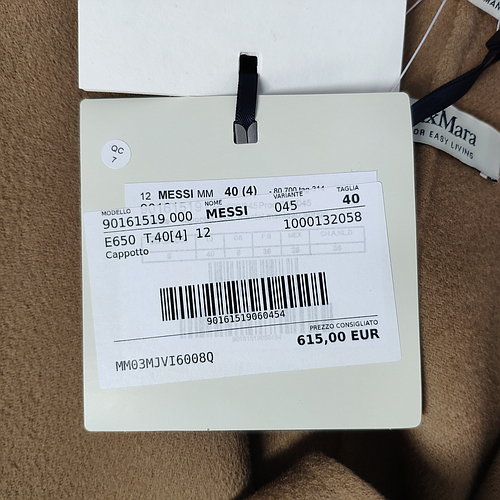 QC
7
xMara
OR EASY LIVING
12 MESSI MM 40 (4)
MODELLO NOME VARIANTE TAGLIA
90161519 000 MESSI 045 40
E650 T.40[4] 12 1000132058
Cappotto
90161519060454
PREZZO CONSIGLIATO
615,00 EUR
MM03MJVI6008Q